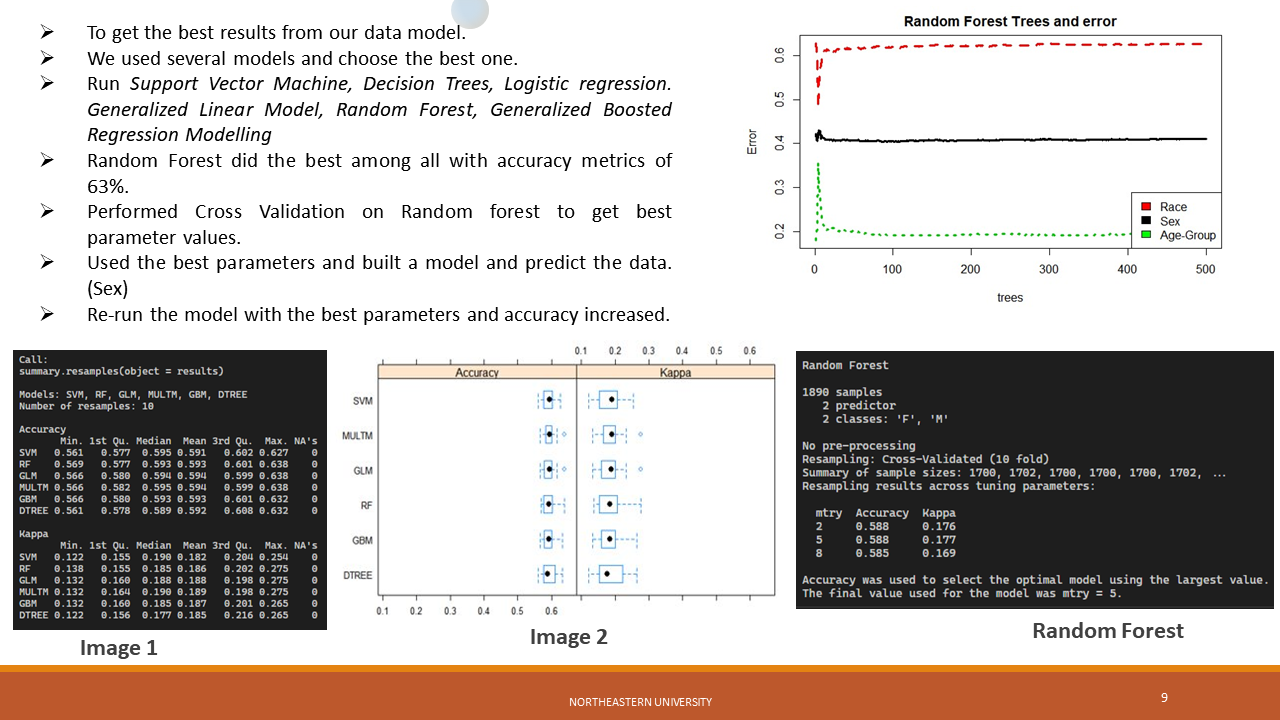 ➢ To get the best results from our data model.
➢ We used several models and choose the best one.
➢ Run Support Vector Machine, Decision Trees, Logistic regression.
Generalized Linear Model, Random Forest, Generalized Boosted
Regression Modelling
➢ Random Forest did the best among all with accuracy metrics of
63%.
➢ Performed Cross Validation on Random forest to get best
parameter values.
➢ Used the best parameters and built a model and predict the data.
(Sex)
➢ Re-run the model with the best parameters and accuracy increased.
Random Forest Trees and error
Error
0.6
0.5
0.4
0.3
0.2
Race
Sex
Age-Group
0 100 200 300 400 500
trees
Call:
summary.resamples(object = results)
Models: SVM, RF, GLM, MULTM, GBM, DTREE
Number of resamples: 10
Accuracy
Min. 1st Qu. Median Mean 3rd Qu. Max. NA's
SVM 0.561 0.577 0.595 0.591 0.602 0.627 0
RF 0.569 0.577 0.593 0.593 0.601 0.638 0
GLM 0.566 0.580 0.594 0.594 0.599 0.638 0
MULTM 0.566 0.582 0.595 0.594 0.599 0.638 0
GBM 0.566 0.580 0.593 0.593 0.601 0.632 0
DTREE 0.561 0.578 0.589 0.592 0.608 0.632 0
Kappa
Min. 1st Qu. Median Mean 3rd Qu. Max. NA's
SVM 0.122 0.155 0.190 0.182 0.204 0.254 0
RF 0.138 0.155 0.185 0.186 0.202 0.275 0
GLM 0.132 0.160 0.188 0.188 0.198 0.275 0
MULTM 0.132 0.164 0.190 0.189 0.198 0.275 0
GBM 0.132 0.160 0.185 0.187 0.201 0.265 0
DTREE 0.122 0.156 0.177 0.185 0.216 0.265 0
Image 1
0.1 0.2 0.3 0.4 0.5 0.6
Accuracy Kappa
SVM
MULTM
GLM
RF
GBM
DTREE
0.1 0.2 0.3 0.4 0.5 0.6
Image 2
Random Forest
1890 samples
2 predictor
2 classes: 'F', 'M'
No pre-processing
Resampling: Cross-Validated (10 fold)
Summary of sample sizes: 1700, 1702, 1700, 1700, 1700, 1702, ...
Resampling results across tuning parameters:
mtry Accuracy Kappa
2 0.588 0.176
5 0.588 0.177
8 0.585 0.169
Accuracy was used to select the optimal model using the largest value.
The final value used for the model was mtry = 5.
Random Forest
NORTHEASTERN UNIVERSITY
9